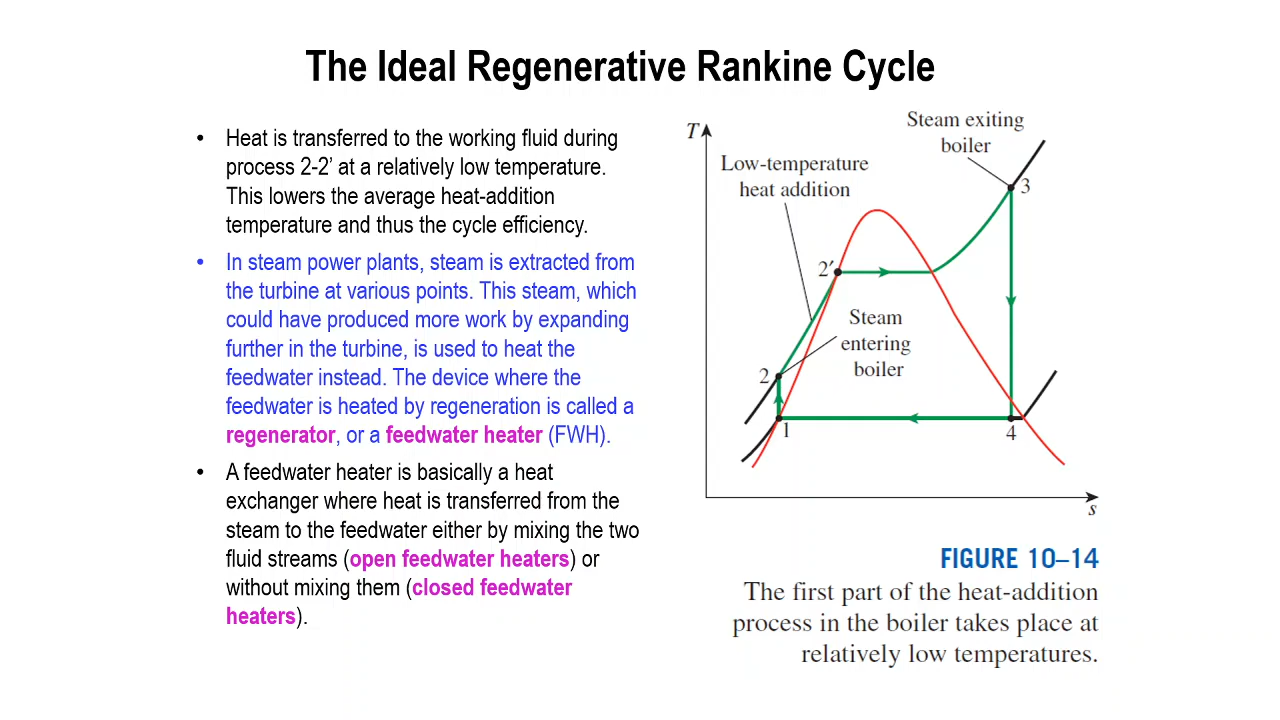 The Ideal Regenerative Rankine Cycle
• Heat is transferred to the working fluid during
process 2-2’ at a relatively low temperature.
This lowers the average heat-addition
temperature and thus the cycle efficiency.
• In steam power plants, steam is extracted from
the turbine at various points. This steam, which
could have produced more work by expanding
further in the turbine, is used to heat the
feedwater instead. The device where the
feedwater is heated by regeneration is called a
regenerator, or a feedwater heater (FWH).
• A feedwater heater is basically a heat
exchanger where heat is transferred from the
steam to the feedwater either by mixing the two
fluid streams (open feedwater heaters) or
without mixing them (closed feedwater
heaters).
T
Steam exiting
boiler
Low-temperature
heat addition
3
2′
Steam
entering
boiler
2
1
4
s
FIGURE 10–14
The first part of the heat-addition
process in the boiler takes place at
relatively low temperatures.